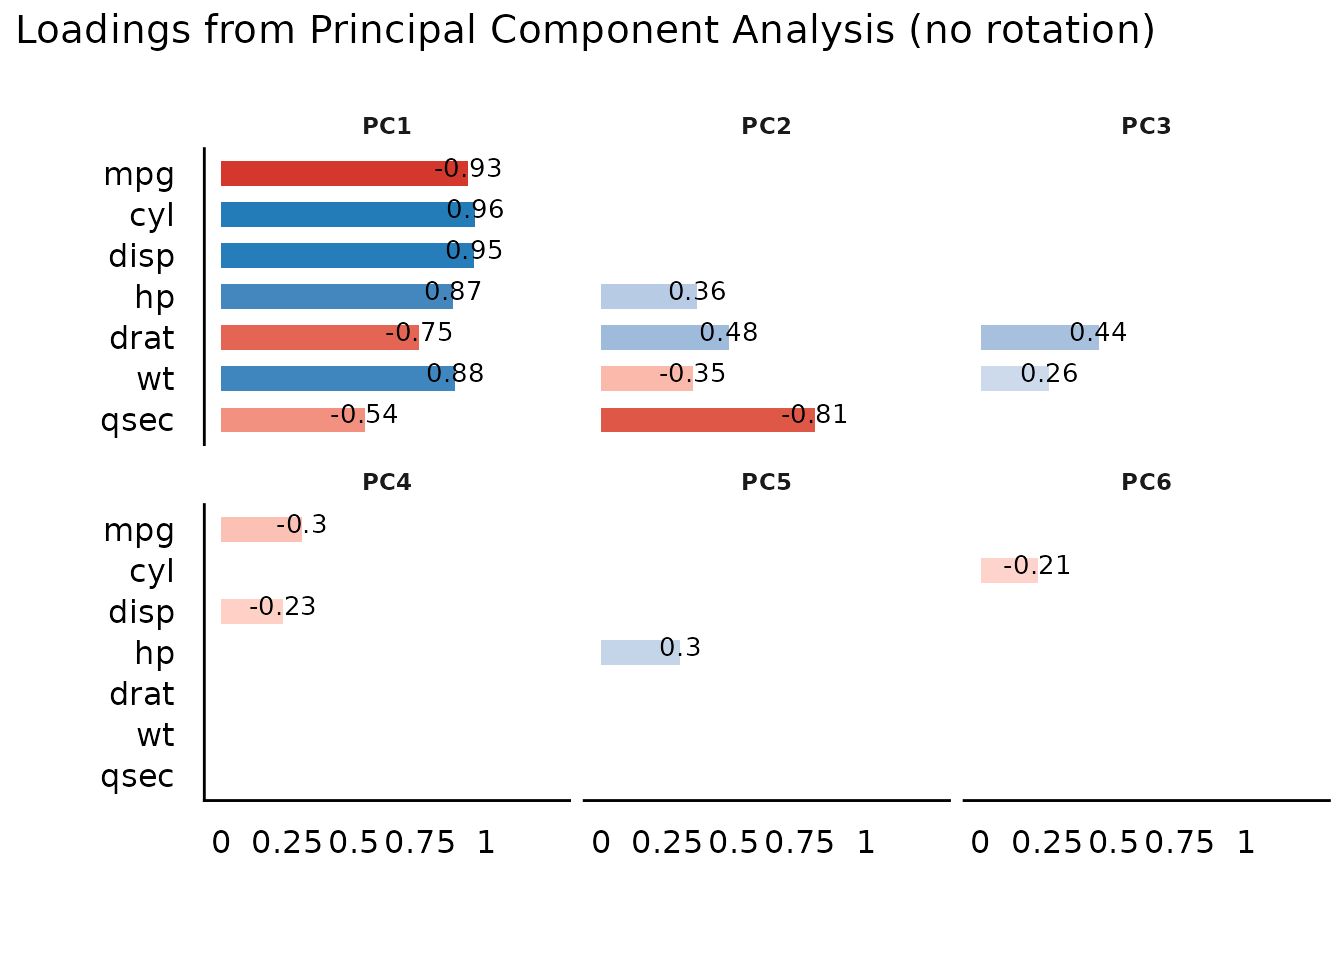 Loadings from Principal Component Analysis (no rotation)
PC1 PC2 PC3
mpg -0.93
cyl 0.96
disp 0.95
hp 0.87 0.36
drat -0.75 0.48 0.44
wt 0.88 -0.35 0.26
qsec -0.54 -0.81
PC4 PC5 PC6
mpg -0.3
cyl -0.21
disp -0.23
hp 0.3
drat
wt
qsec
0 0.25 0.5 0.75 1 0 0.25 0.5 0.75 1 0 0.25 0.5 0.75 1